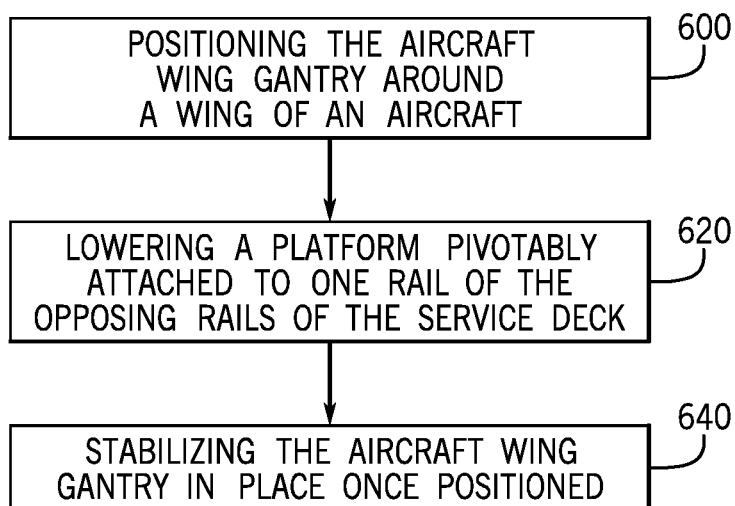 POSITIONING THE AIRCRAFT
WING GANTRY AROUND
A WING OF AN AIRCRAFT
600
LOWERING A PLATFORM PIVOTABLY
ATTACHED TO ONE RAIL OF THE
OPPOSING RAILS OF THE SERVICE DECK
620
STABILIZING THE AIRCRAFT WING
GANTRY IN PLACE ONCE POSITIONED
640